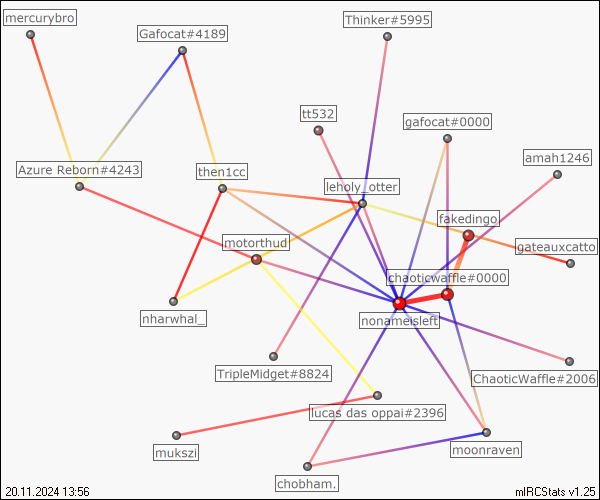 mercurybro
Thinker#5995
Gafocat#4189
tt532
gafocat#0000
amah1246
Azure Reborn#4243
then1cc
leholy_otter
fakedingo
motorthud
gateauxcatto
chaoticwaffle#0000
nonameisleft
nharwhal_
TripleMidget#8824
ChaoticWaffle#2006
lucas das oppai#2396
mukszi
moonraven
chobham.
20.11.2024 13:56
mIRCStats v1.25